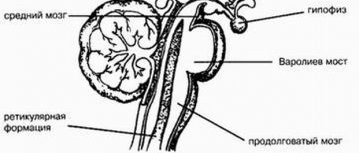 средний мозг
гипофиз
Варолиев мост
ретикулярная
формация
продолговатый мозг